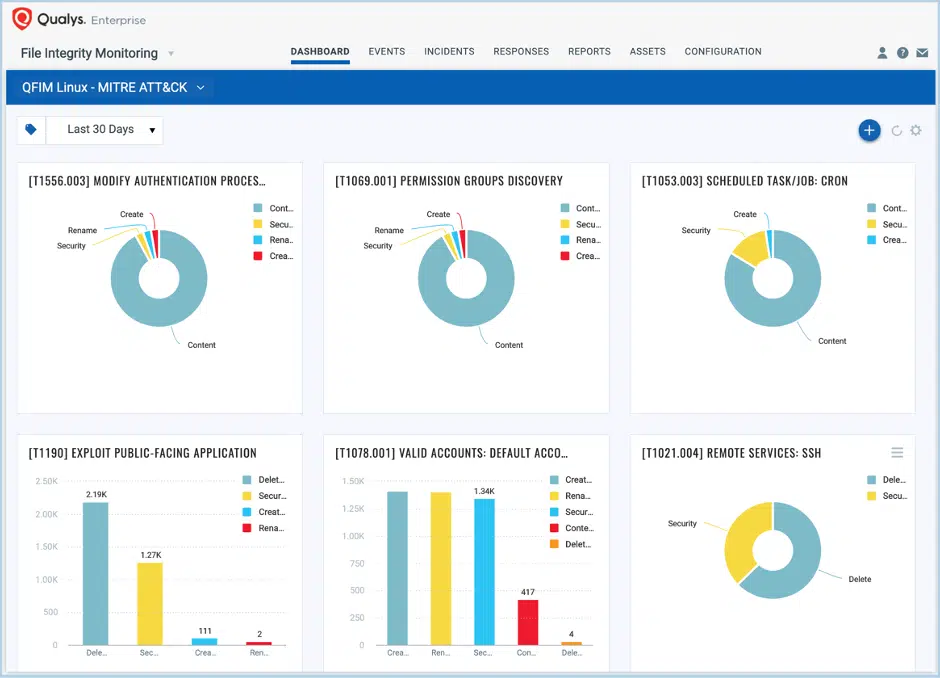 Qualys. Enterprise
File Integrity Monitoring
DASHBOARD EVENTS INCIDENTS RESPONSES REPORTS ASSETS CONFIGURATION
QFIM Linux - MITRE ATT&CK
Last 30 Days
[T1556.003] MODIFY AUTHENTICATION PROCES...
Create
Rename
Security
Content
Cont...
Secu...
Rena...
Crea...
[T1069.001] PERMISSION GROUPS DISCOVERY
Create
Rename
Security
Content
Cont...
Secu...
Rena...
Crea...
[T1053.003] SCHEDULED TASK/JOB: CRON
Create
Security
Content
Cont...
Secu...
Crea...
[T1190] EXPLOIT PUBLIC-FACING APPLICATION
2.50K
2.00K
1.50K
1.00K
500
0
2.19K
1.27K
111
2
Dele... Sec... Crea... Ren...
Delet...
Secur...
Creat...
Rena...
[T1078.001] VALID ACCOUNTS: DEFAULT ACCO...
1.50K
1.25K
1.00K
750
500
250
0
1.34K
417
4
Crea... Ren... Sec... Con... Dele...
Creat...
Rena...
Secur...
Conte...
Delet...
[T1021.004] REMOTE SERVICES: SSH
Security
Delete
Dele...
Secu...